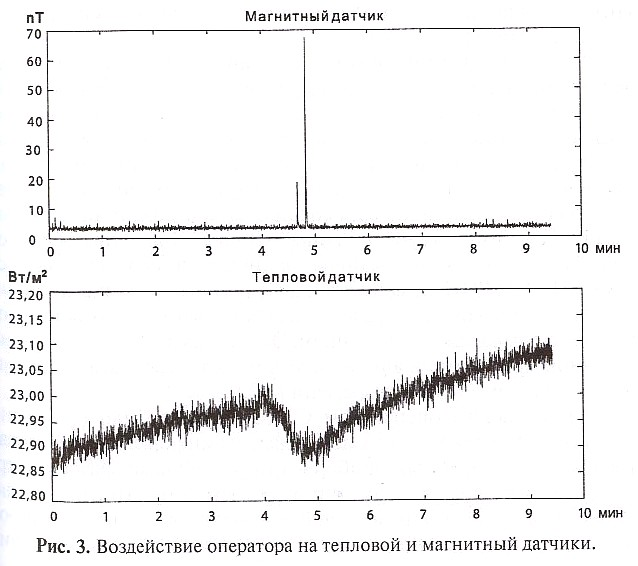 Магнитный датчик
пТ
70
60
50
40
30
20
10
0
0 1 2 3 4 5 6 7 8 9 10 мин
Тепловой датчик
Вт/м²
23,20
23,15
23,10
23,05
23,00
22,95
22,90
22,85
22,80
0 1 2 3 4 5 6 7 8 9 10 мин
Рис. 3. Воздействие оператора на тепловой и магнитный датчики.